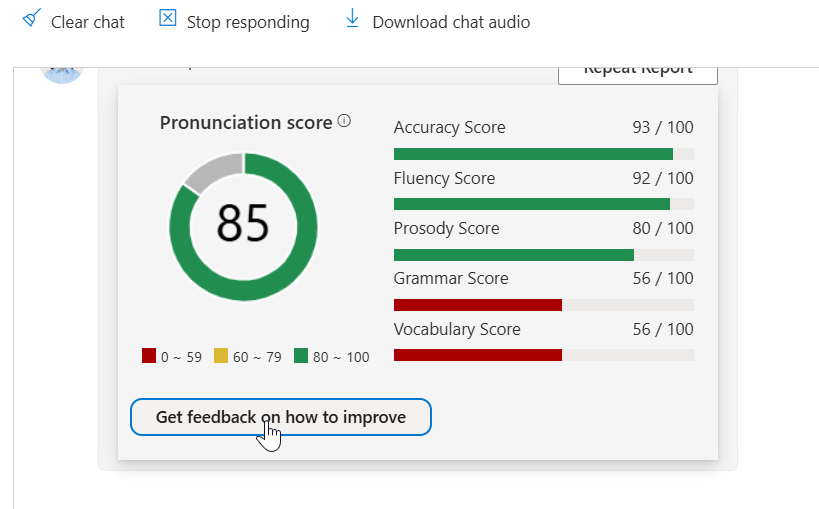 Clear chat Stop responding Download chat audio
Repeat Report
Pronunciation score
85
0 ~ 59 60 ~ 79 80 ~ 100
Accuracy Score 93 / 100
Fluency Score 92 / 100
Prosody Score 80 / 100
Grammar Score 56 / 100
Vocabulary Score 56 / 100
Get feedback on how to improve